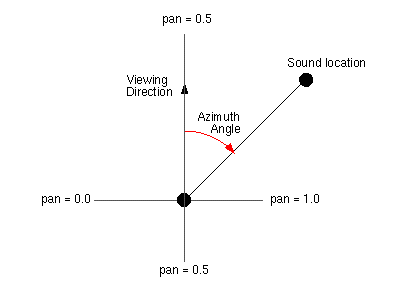 pan = 0.5
Sound location
Viewing
Direction
Azimuth
Angle
pan = 0.0
pan = 1.0
pan = 0.5